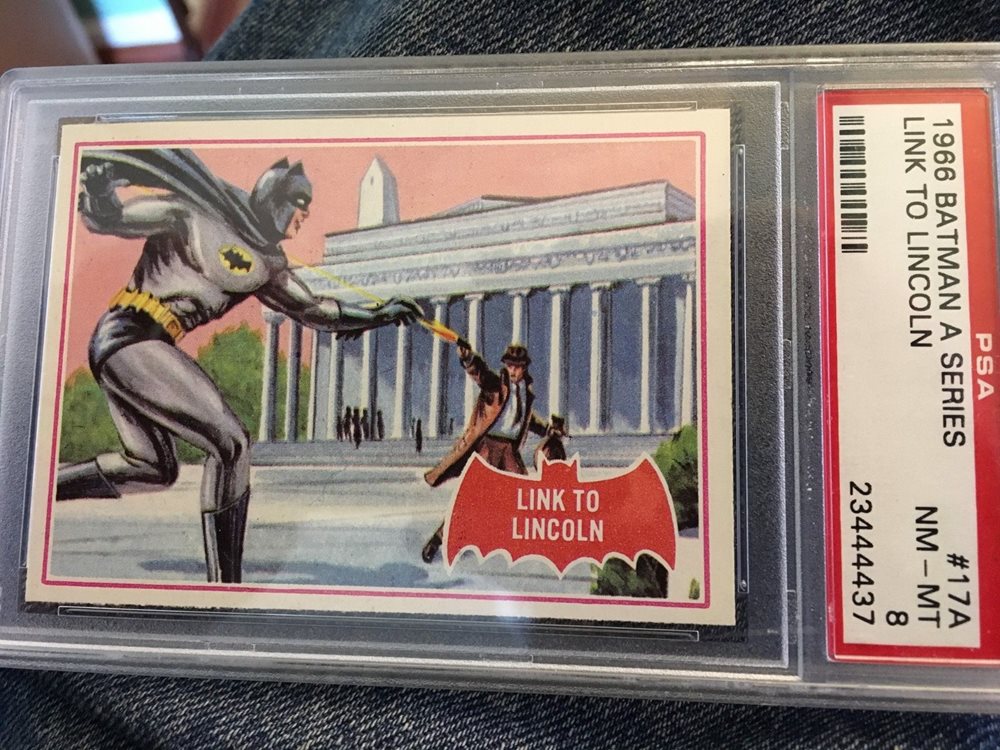 LINK TO
LINCOLN
PSA
1966 BATMAN A SERIES #17A
LINK TO LINCOLN NM - MT
8
23444437